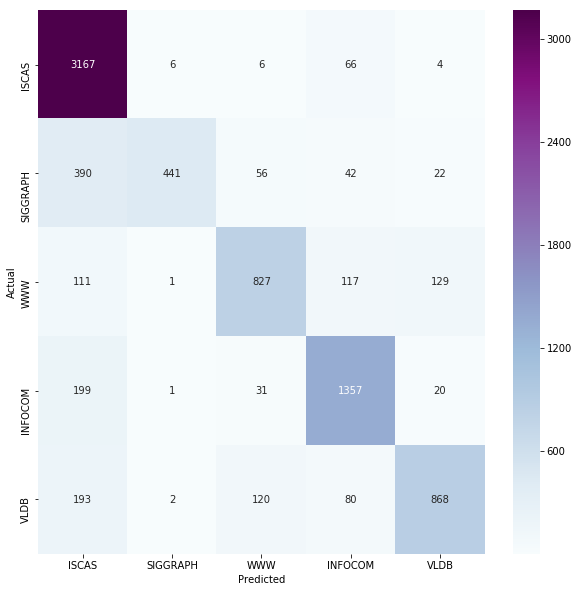 3000
ISCAS 3167 6 6 66 4
2400
SIGGRAPH 390 441 56 42 22
1800
Actual
WWW 111 1 827 117 129
1200
INFOCOM 199 1 31 1357 20
600
VLDB 193 2 120 80 868
ISCAS SIGGRAPH WWW INFOCOM VLDB
Predicted